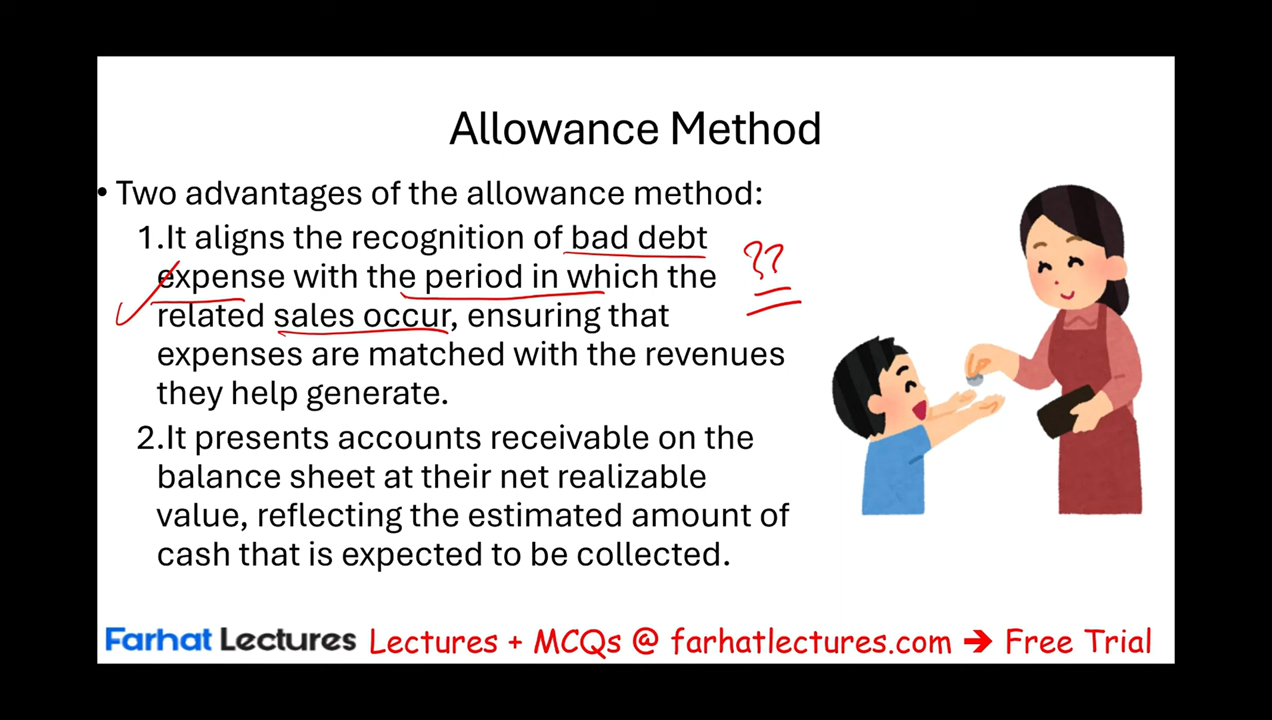 Allowance Method
• Two advantages of the allowance method:
1.It aligns the recognition of bad debt
expense with the period in which the
related sales occur, ensuring that
expenses are matched with the revenues
they help generate.
??
2.It presents accounts receivable on the
balance sheet at their net realizable
value, reflecting the estimated amount of
cash that is expected to be collected.
Farhat Lectures Lectures + MCQs @ farhatlectures.com ➔ Free Trial